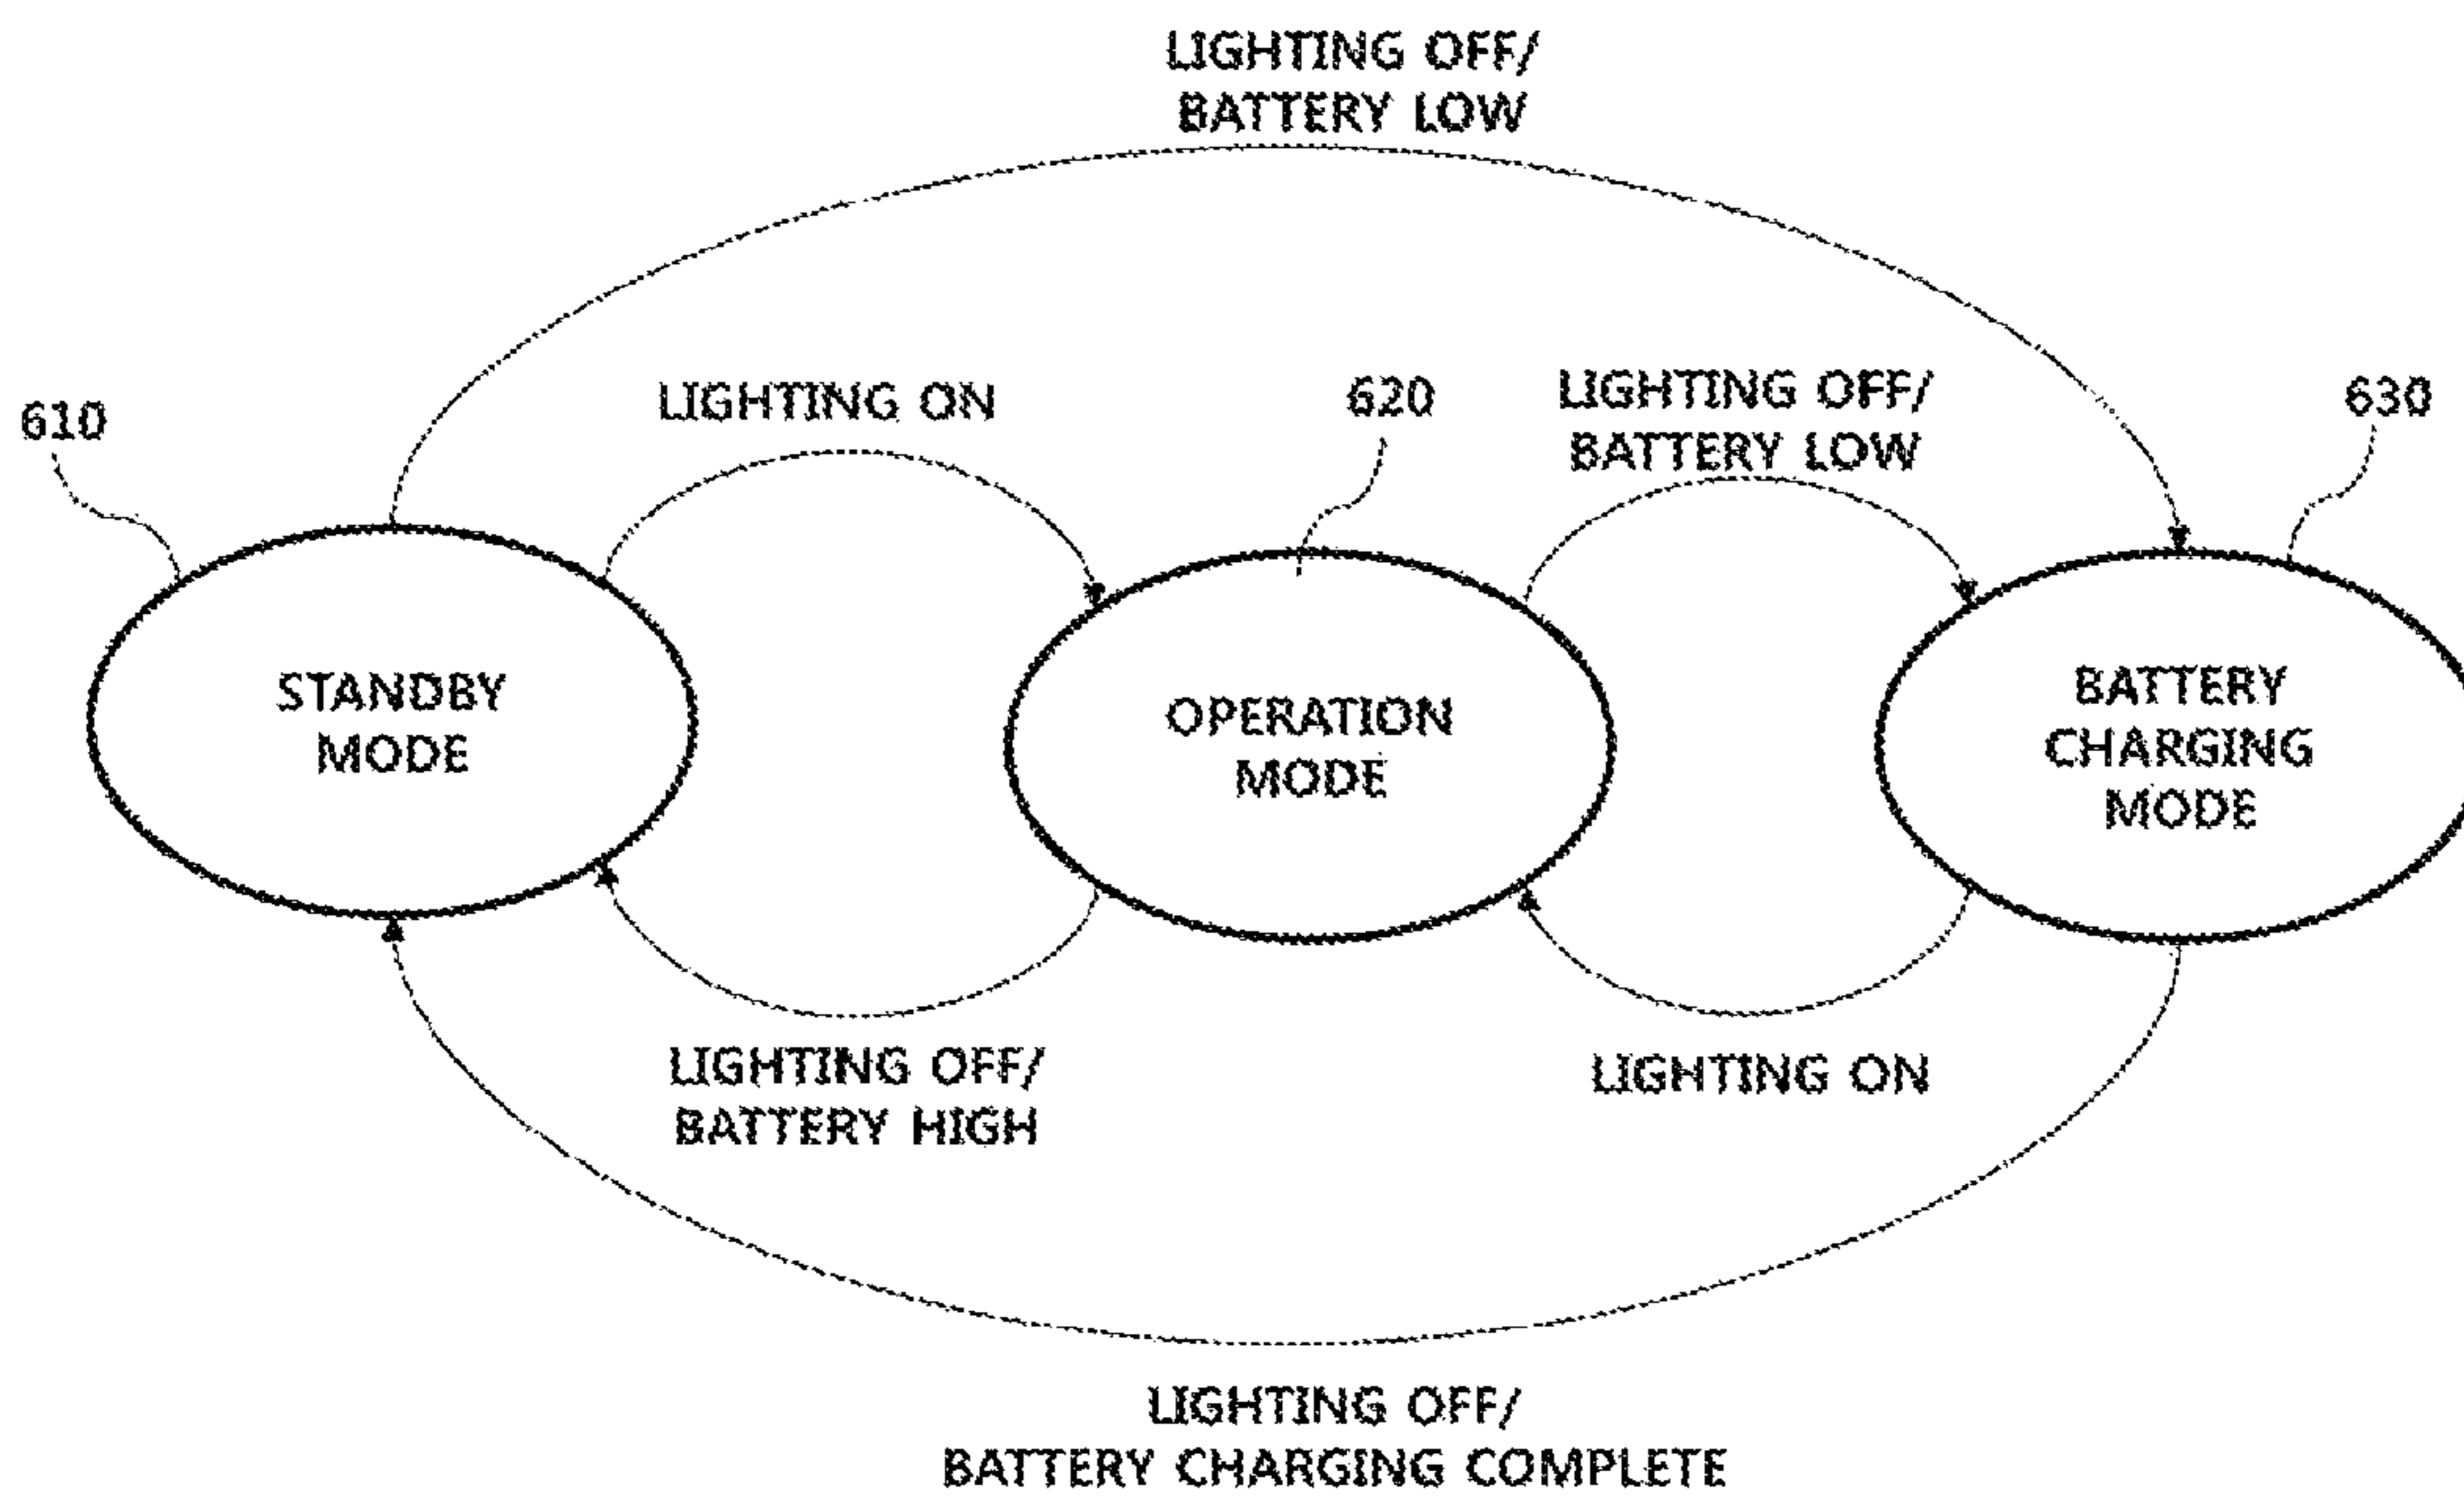 LIGHTING OFF/
BATTERY LOW
LIGHTING ON
LIGHTING OFF/
BATTERY LOW
610
620
630
STANDBY
MODE
OPERATION
MODE
BATTERY
CHARGING
MODE
LIGHTING OFF/
BATTERY HIGH
LIGHTING ON
LIGHTING OFF/
BATTERY CHARGING COMPLETE